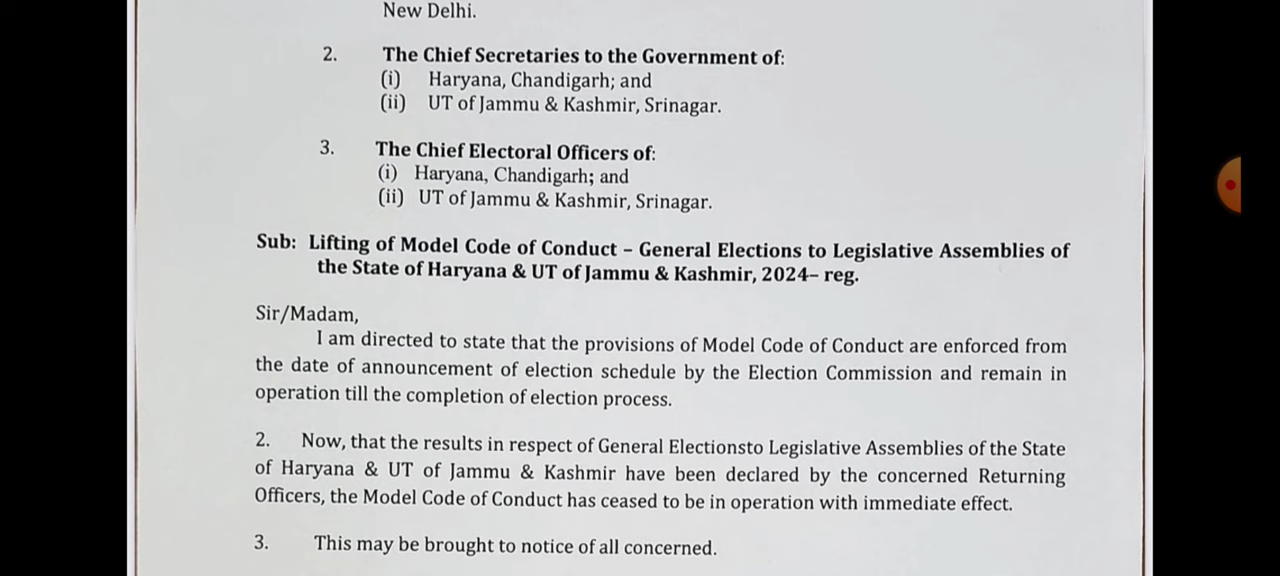 New Delhi.
2. The Chief Secretaries to the Government of:
(i) Haryana, Chandigarh; and
(ii) UT of Jammu & Kashmir, Srinagar.
3. The Chief Electoral Officers of:
(i) Haryana, Chandigarh; and
(ii) UT of Jammu & Kashmir, Srinagar.
Sub: Lifting of Model Code of Conduct – General Elections to Legislative Assemblies of
the State of Haryana & UT of Jammu & Kashmir, 2024– reg.
Sir/Madam,
I am directed to state that the provisions of Model Code of Conduct are enforced from
the date of announcement of election schedule by the Election Commission and remain in
operation till the completion of election process.
2. Now, that the results in respect of General Electionsto Legislative Assemblies of the State
of Haryana & UT of Jammu & Kashmir have been declared by the concerned Returning
Officers, the Model Code of Conduct has ceased to be in operation with immediate effect.
3. This may be brought to notice of all concerned.